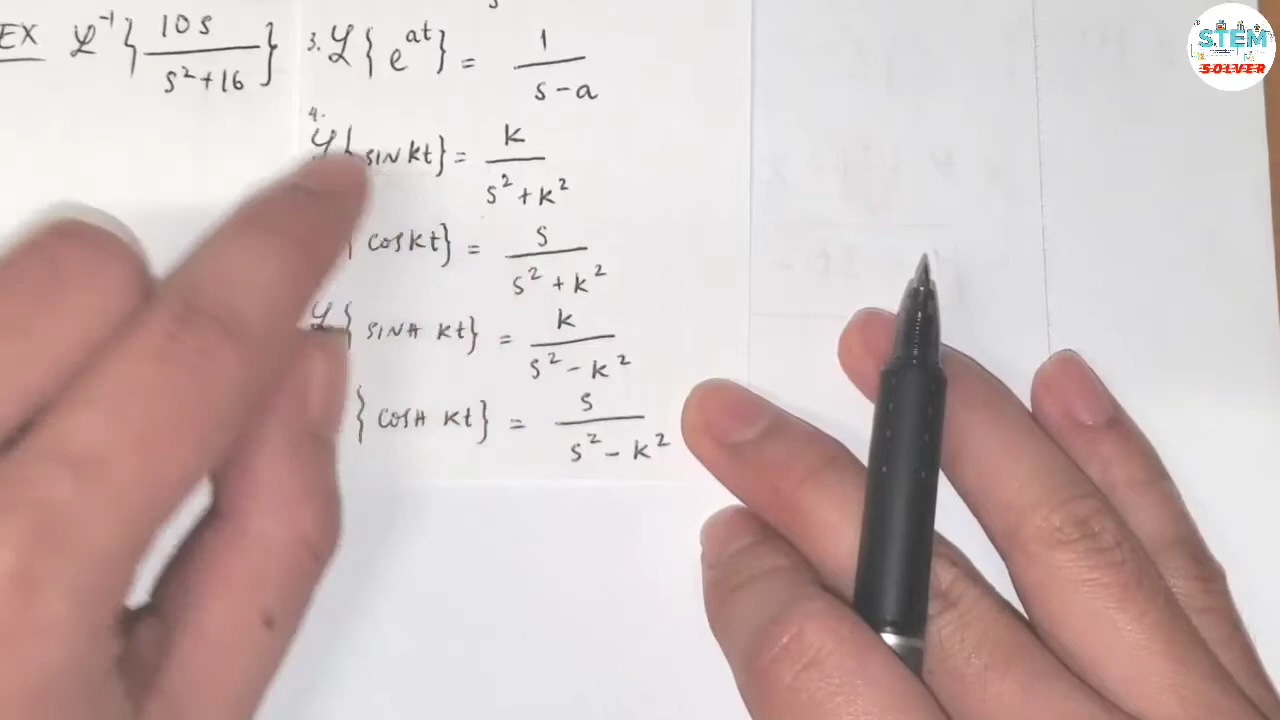 EX ℒ⁻¹{10s/(s²+16)}
3. ℒ{e^at} = 1/(s-a)
4.
ℒ{sin kt} = k/(s²+k²)
{cos kt} = s/(s²+k²)
ℒ{sinh kt} = k/(s²-k²)
{cosh kt} = s/(s²-k²)
STEM
SOLVER